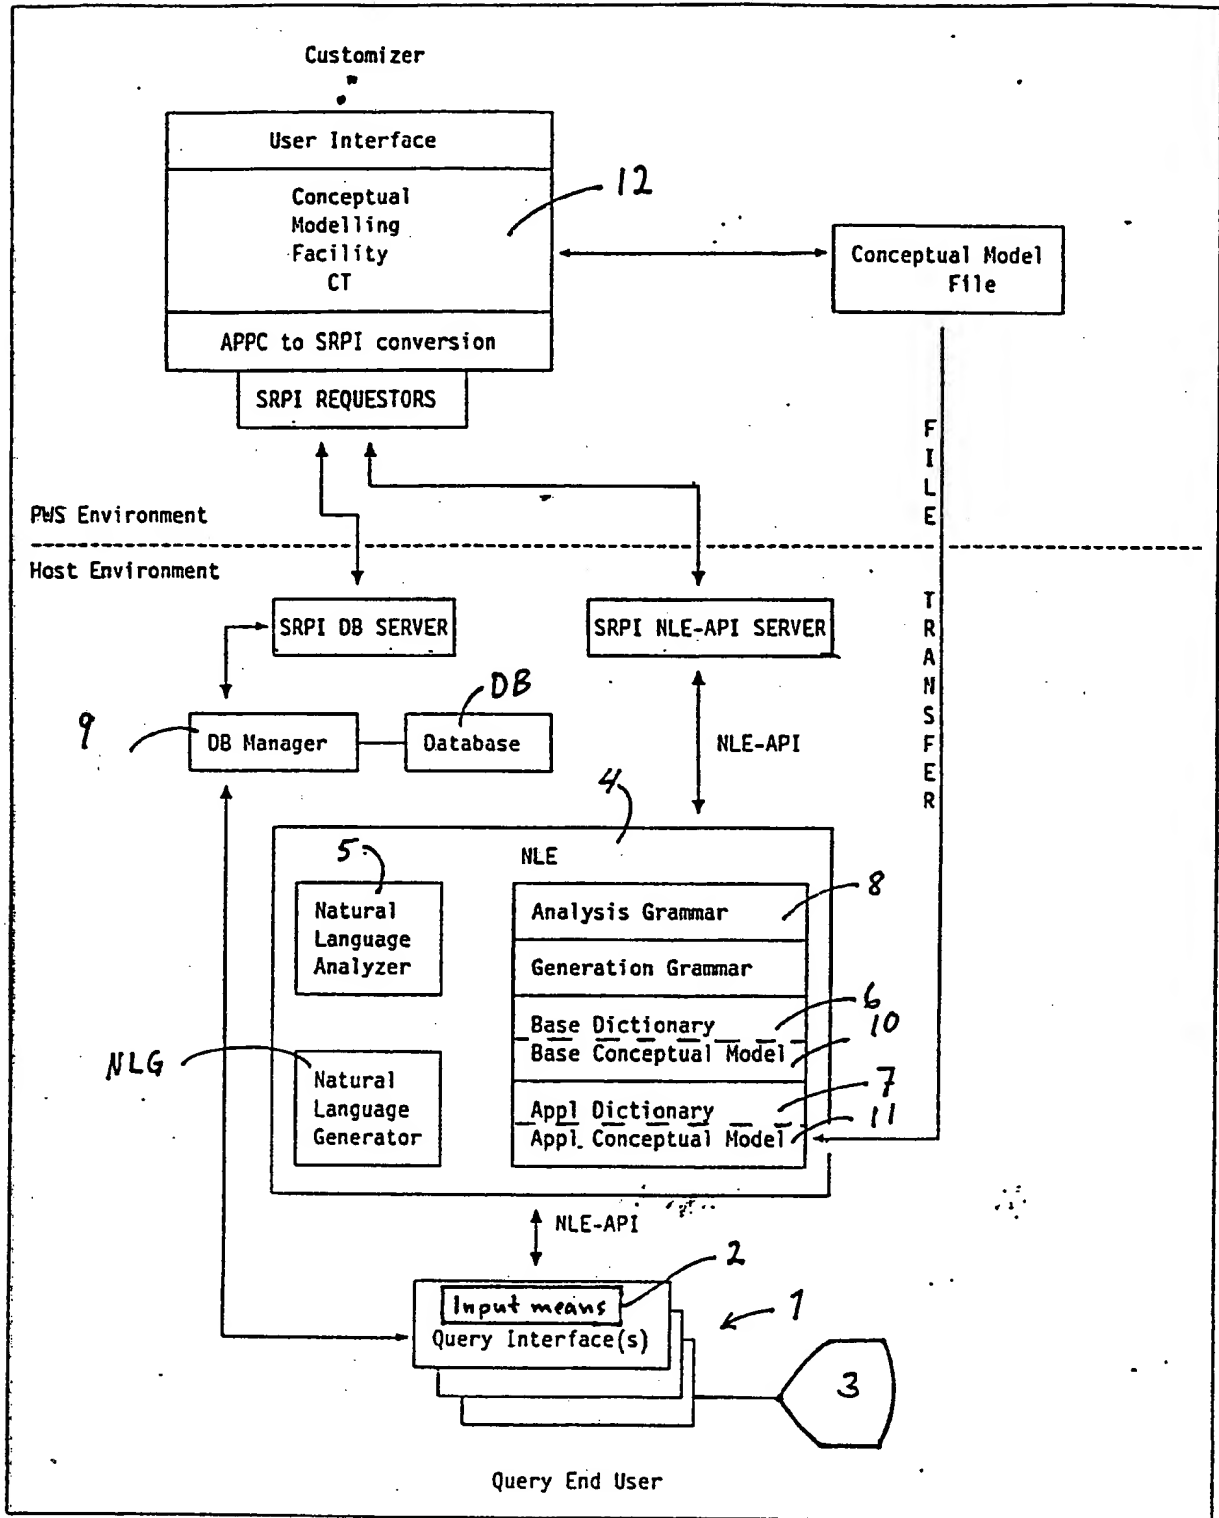 Customizer
User Interface
12
Conceptual
Modelling
Facility
CT
Conceptual Model
File
APPC to SRPI conversion
SRPI REQUESTORS
FILE
PWS Environment
Host Environment
TRANSFER
SRPI DB SERVER
SRPI NLE-API SERVER
DB
9
DB Manager
Database
NLE-API
4
5
NLE
8
Natural
Language
Analyzer
Analysis Grammar
Generation Grammar
6
Base Dictionary
10
Base Conceptual Model
NLG
7
Natural
Language
Generator
Appl Dictionary
11
Appl Conceptual Model
NLE-API
2
Input means
1
Query Interface(s)
3
Query End User